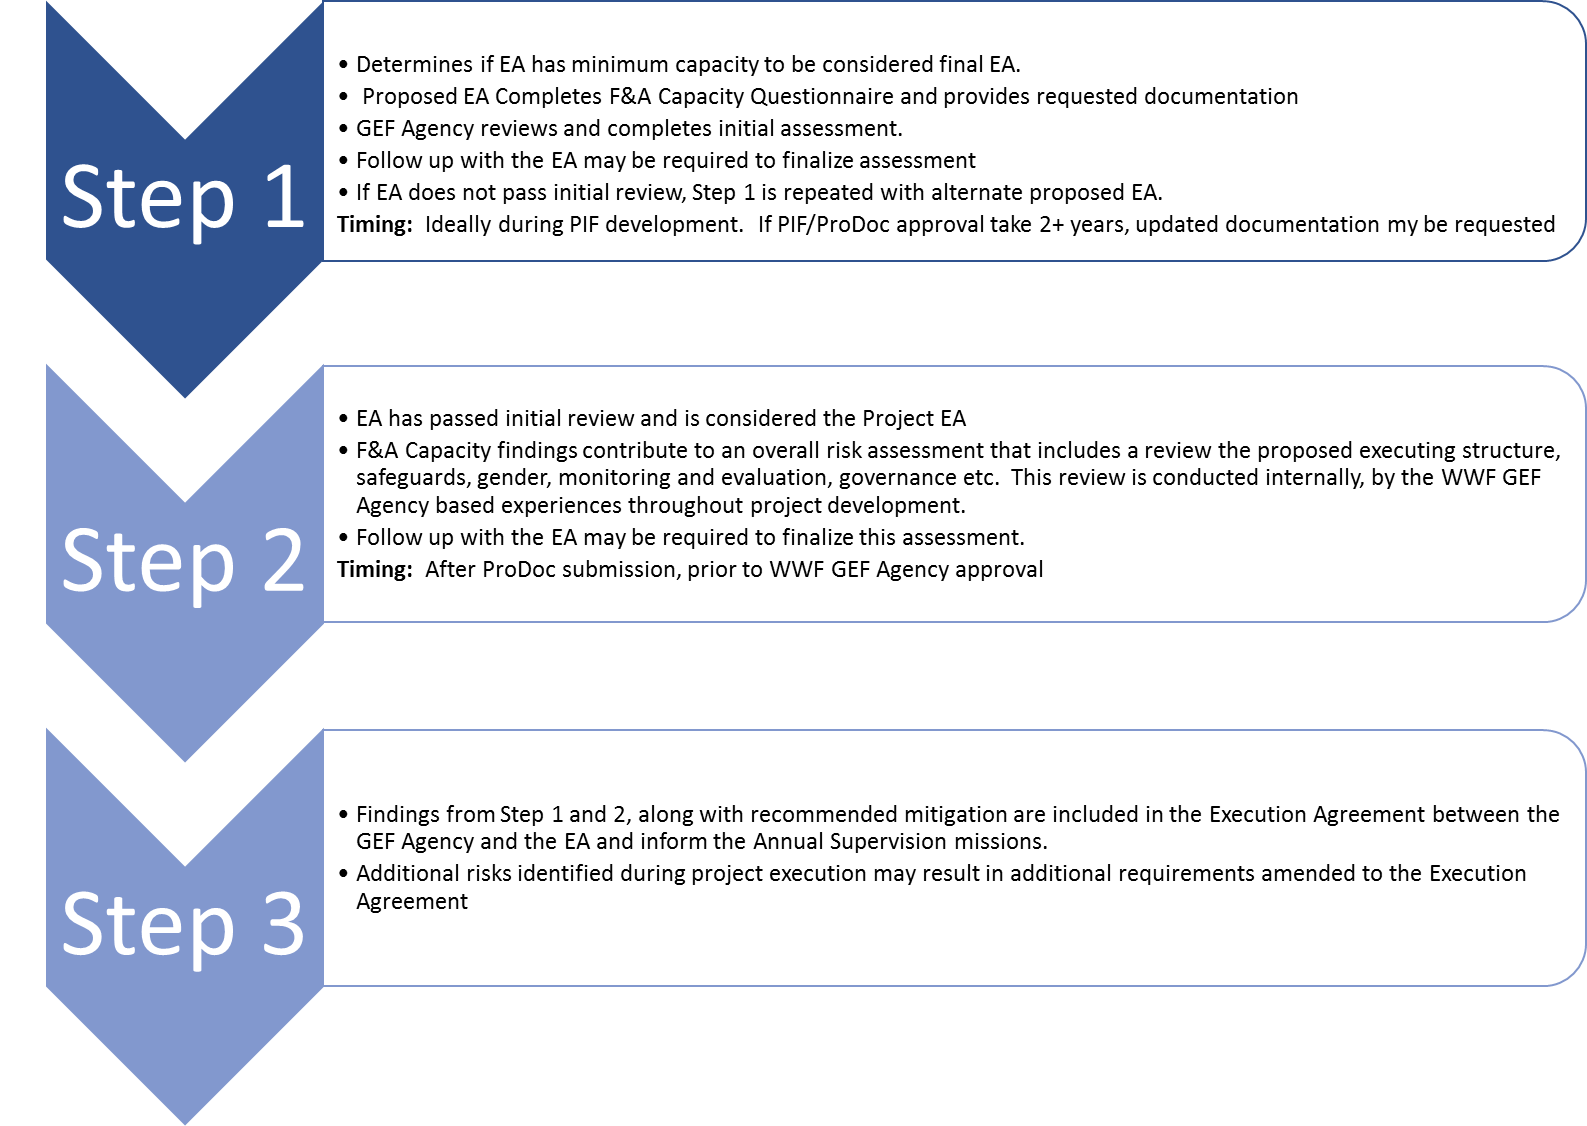 Step 1
• Determines if EA has minimum capacity to be considered final EA.
• Proposed EA Completes F&A Capacity Questionnaire and provides requested documentation
• GEF Agency reviews and completes initial assessment.
• Follow up with the EA may be required to finalize assessment
• If EA does not pass initial review, Step 1 is repeated with alternate proposed EA.
Timing: Ideally during PIF development. If PIF/ProDoc approval take 2+ years, updated documentation my be requested
Step 2
• EA has passed initial review and is considered the Project EA
• F&A Capacity findings contribute to an overall risk assessment that includes a review the proposed executing structure,
safeguards, gender, monitoring and evaluation, governance etc. This review is conducted internally, by the WWF GEF
Agency based experiences throughout project development.
• Follow up with the EA may be required to finalize this assessment.
Timing: After ProDoc submission, prior to WWF GEF Agency approval
Step 3
• Findings from Step 1 and 2, along with recommended mitigation are included in the Execution Agreement between the
GEF Agency and the EA and inform the Annual Supervision missions.
• Additional risks identified during project execution may result in additional requirements amended to the Execution
Agreement